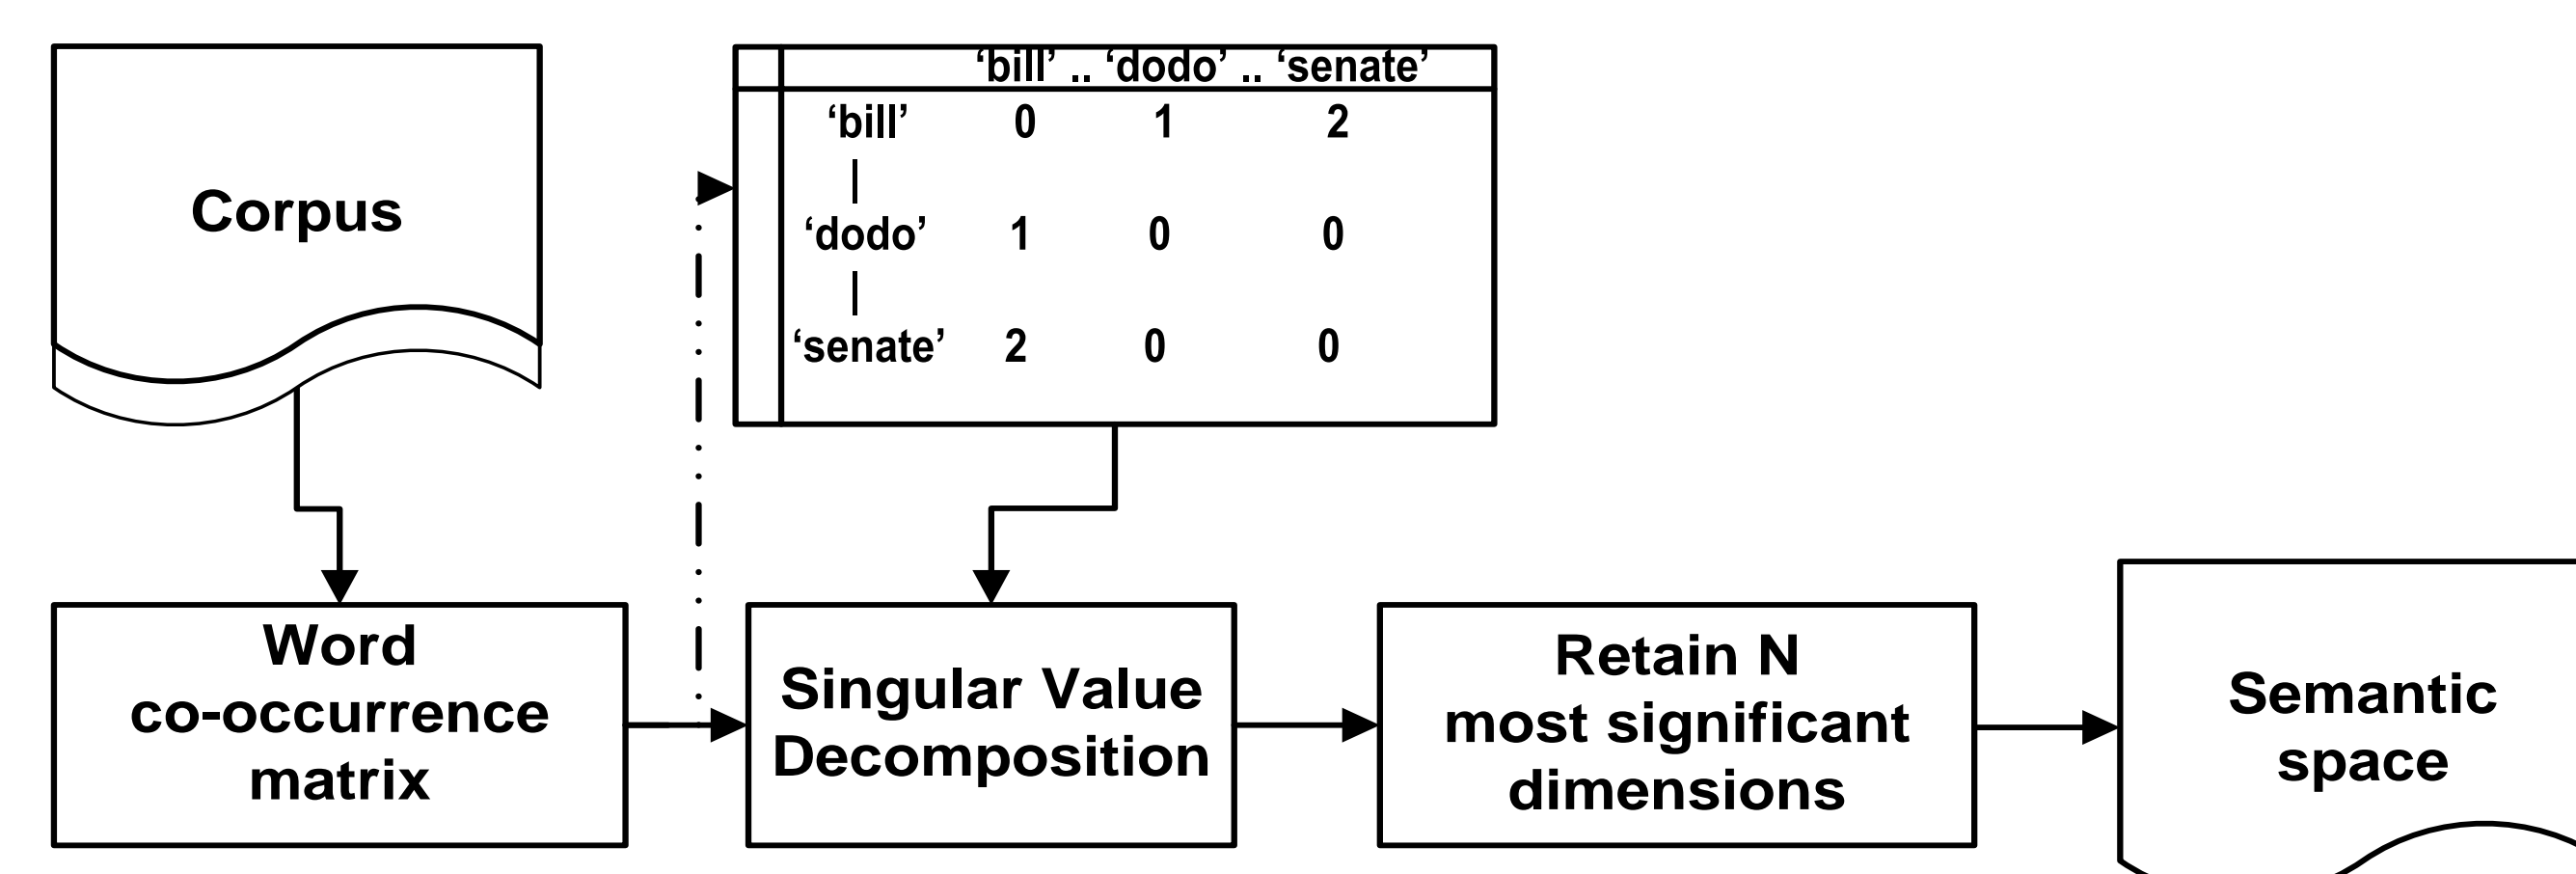 Corpus
‘bill’ .. ‘dodo’ .. ‘senate’
‘bill’ 0 1 2
‘dodo’ 1 0 0
‘senate’ 2 0 0
Word
co-occurrence
matrix
Singular Value
Decomposition
Retain N
most significant
dimensions
Semantic
space